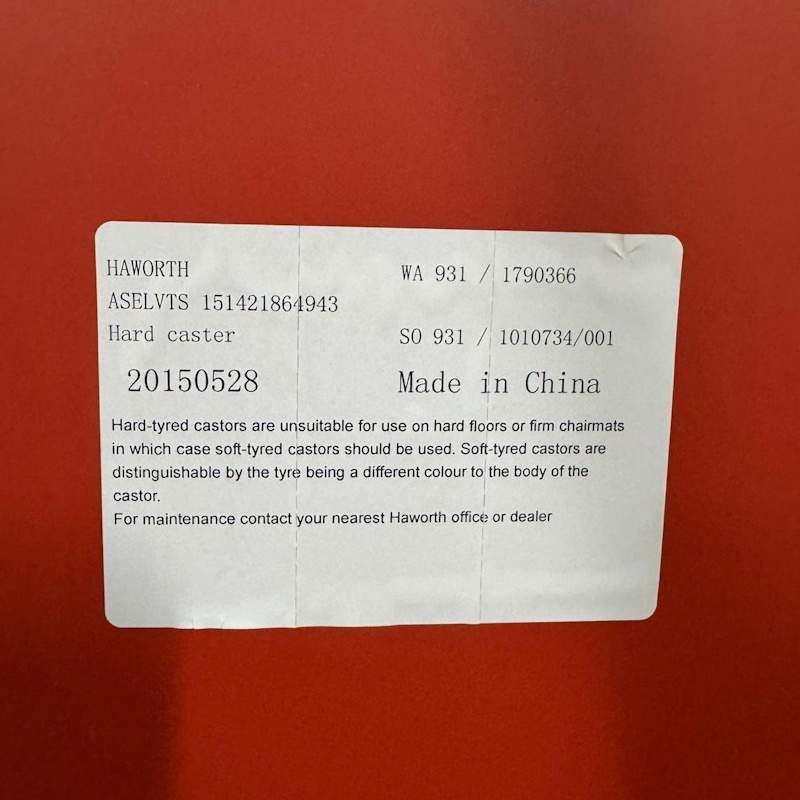 HAWORTH
WA 931 / 1790366
ASELVTS 151421864943
Hard caster
SO 931 / 1010734/001
20150528
Made in China
Hard-tyred castors are unsuitable for use on hard floors or firm chairmats
in which case soft-tyred castors should be used. Soft-tyred castors are
distinguishable by the tyre being a different colour to the body of the
castor.
For maintenance contact your nearest Haworth office or dealer